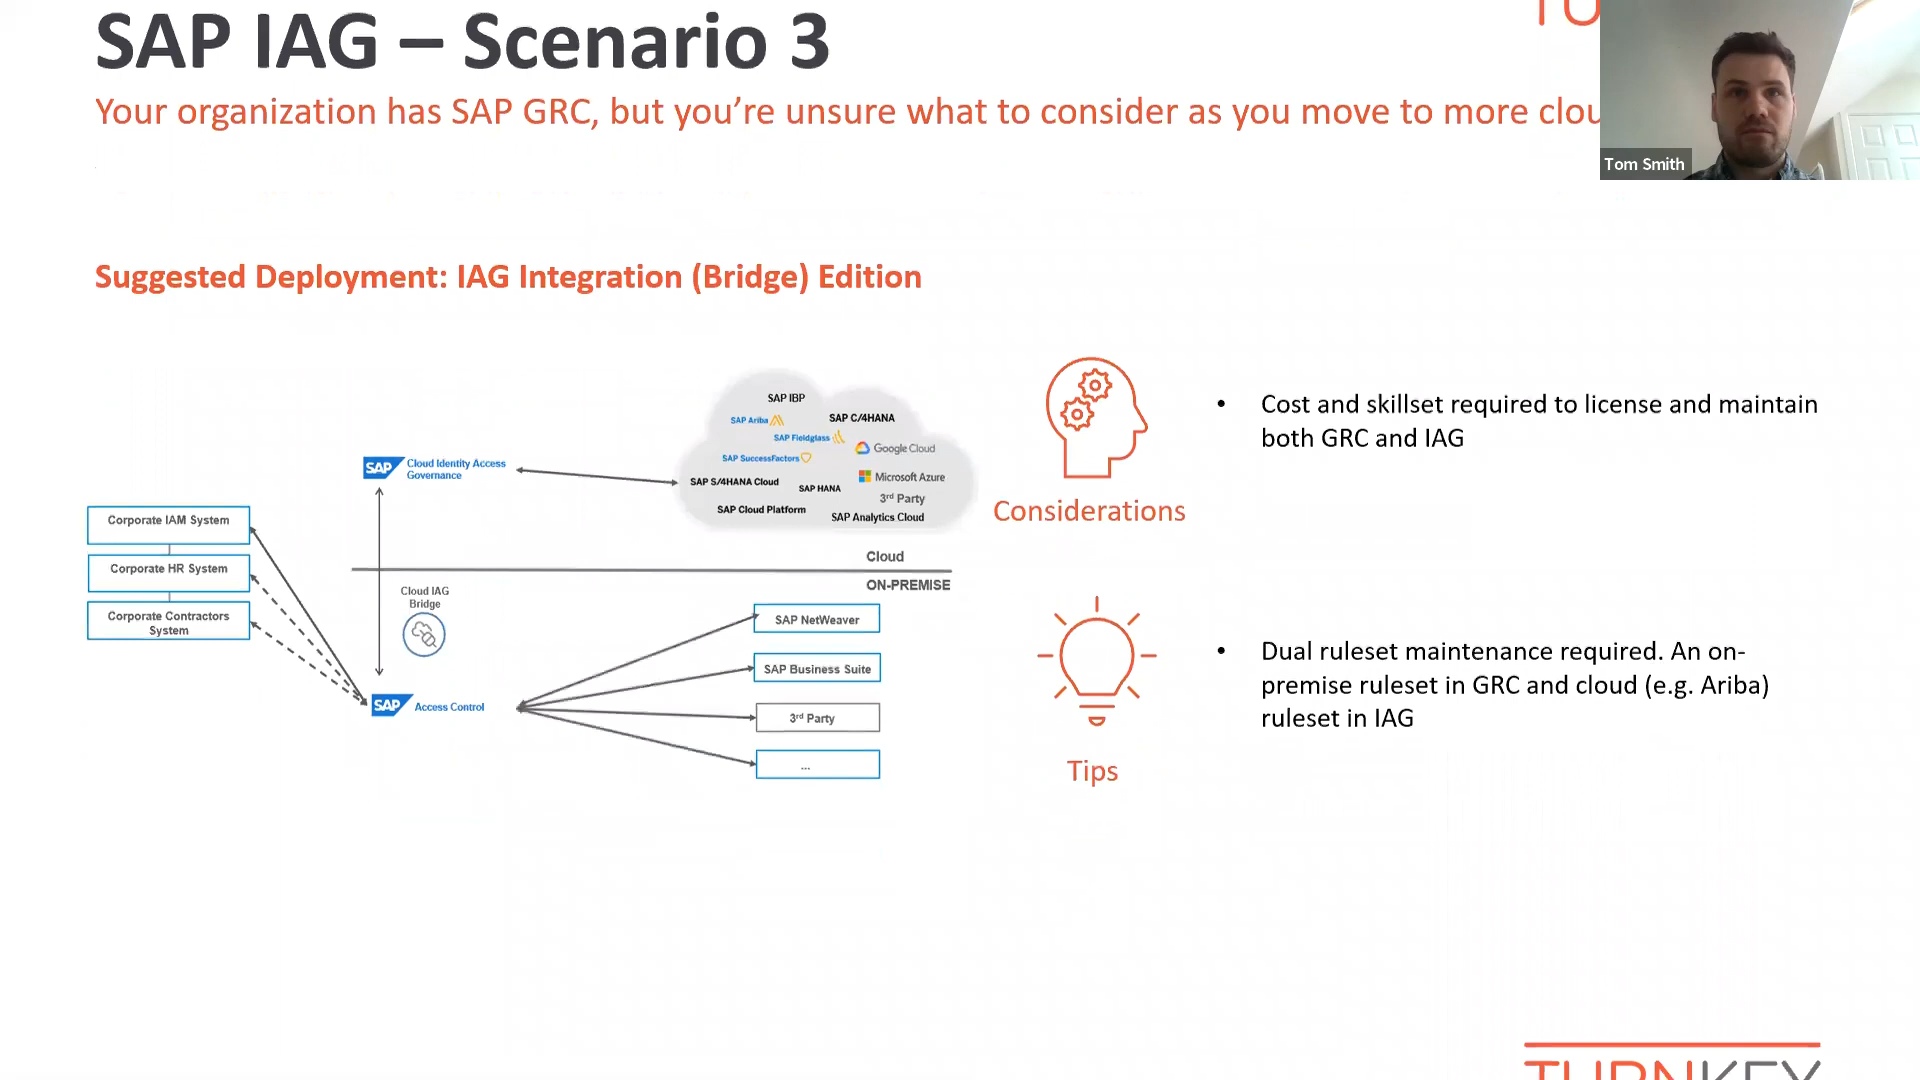 SAP IAG – Scenario 3
Your organization has SAP GRC, but you're unsure what to consider as you move to more
Tom Smith
Suggested Deployment: IAG Integration (Bridge) Edition
SAP IBP
SAP Ariba
SAP C/4HANA
SAP Fieldglass
Google Cloud
SAP SuccessFactors
Microsoft Azure
SAP S/4HANA Cloud
SAP HANA
3rd Party
SAP Cloud Platform
SAP Analytics Cloud
SAP Cloud Identity Access
Governance
Corporate IAM System
Corporate HR System
Corporate Contractors
System
Cloud
ON-PREMISE
Cloud IAG
Bridge
SAP Access Control
SAP NetWeaver
SAP Business Suite
3rd Party
...
Considerations
• Cost and skillset required to license and maintain
both GRC and IAG
Tips
• Dual ruleset maintenance required. An on-
premise ruleset in GRC and cloud (e.g. Ariba)
ruleset in IAG
TURNKEY